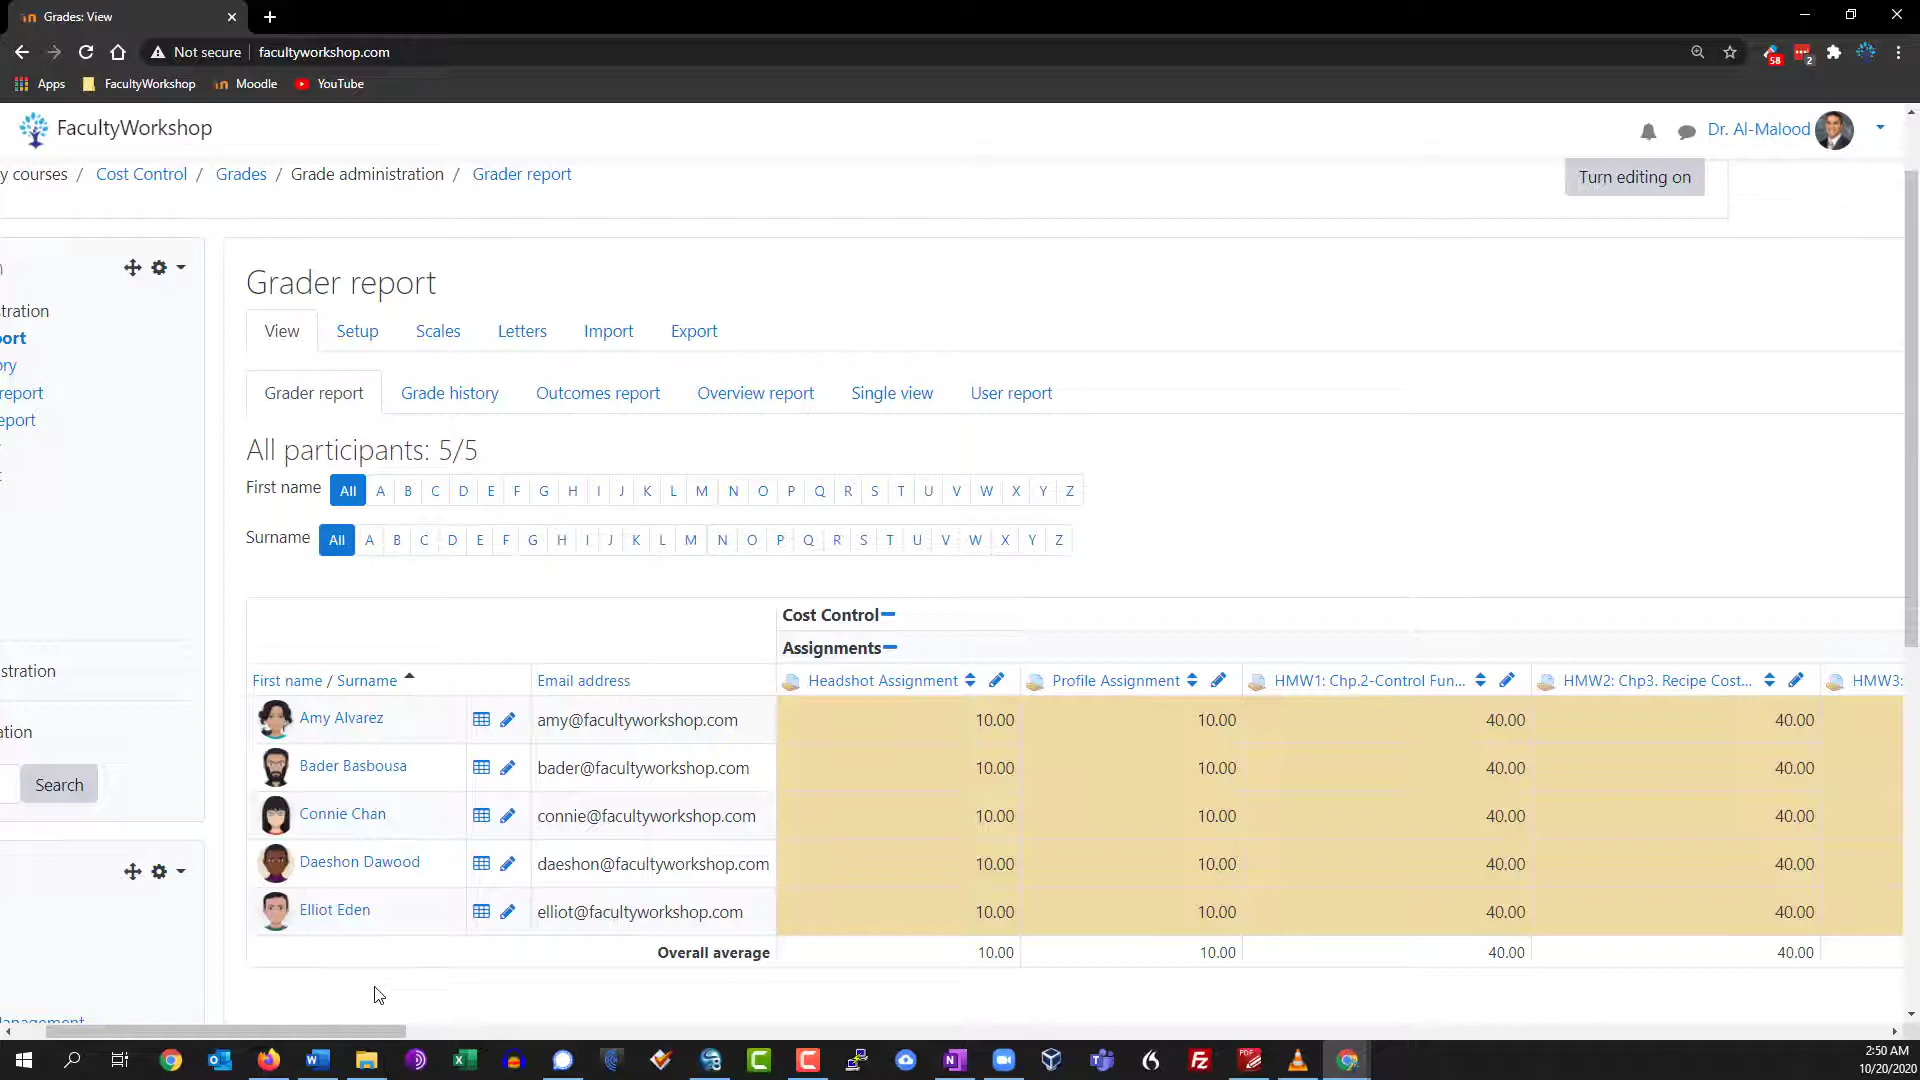 Grades: View
Not secure facultyworkshop.com
58
2
Apps FacultyWorkshop Moodle YouTube
FacultyWorkshop
Dr. Al-Malood
y courses / Cost Control / Grades / Grade administration / Grader report
Turn editing on
stration
ort
ry
report
eport
stration
ation
Search
Grader report
View Setup Scales Letters Import Export
Grader report Grade history Outcomes report Overview report Single view User report
All participants: 5/5
First name All A B C D E F G H I J K L M N O P Q R S T U V W X Y Z
Surname All A B C D E F G H I J K L M N O P Q R S T U V W X Y Z
Cost Control
Assignments
First name / Surname Email address Headshot Assignment Profile Assignment HMW1: Chp.2-Control Fun... HMW2: Chp3. Recipe Cost... HMW3:
Amy Alvarez amy@facultyworkshop.com 10.00 10.00 40.00 40.00
Bader Basbousa bader@facultyworkshop.com 10.00 10.00 40.00 40.00
Connie Chan connie@facultyworkshop.com 10.00 10.00 40.00 40.00
Daeshon Dawood daeshon@facultyworkshop.com 10.00 10.00 40.00 40.00
Elliot Eden elliot@facultyworkshop.com 10.00 10.00 40.00 40.00
Overall average 10.00 10.00 40.00 40.00
2:50 AM
10/20/2020